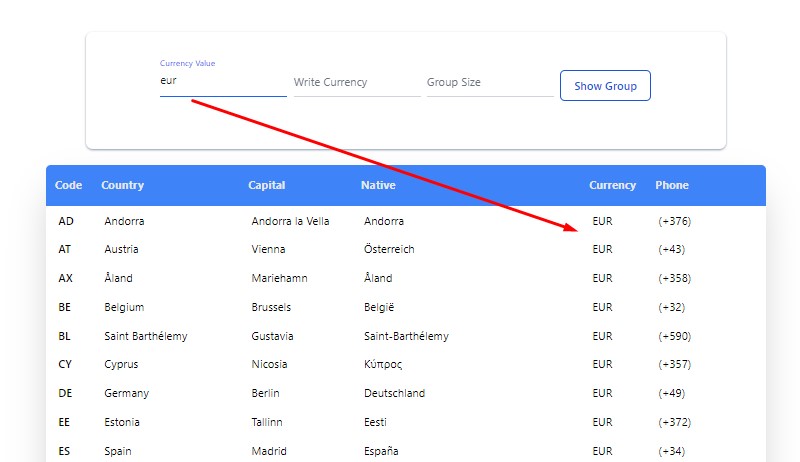 Currency Value
eur Write Currency Group Size Show Group
Code Country Capital Native Currency Phone
AD Andorra Andorra la Vella Andorra EUR (+376)
AT Austria Vienna Österreich EUR (+43)
AX Åland Mariehamn Åland EUR (+358)
BE Belgium Brussels België EUR (+32)
BL Saint Barthélemy Gustavia Saint-Barthélemy EUR (+590)
CY Cyprus Nicosia Κύπρος EUR (+357)
DE Germany Berlin Deutschland EUR (+49)
EE Estonia Tallinn Eesti EUR (+372)
ES Spain Madrid España EUR (+34)